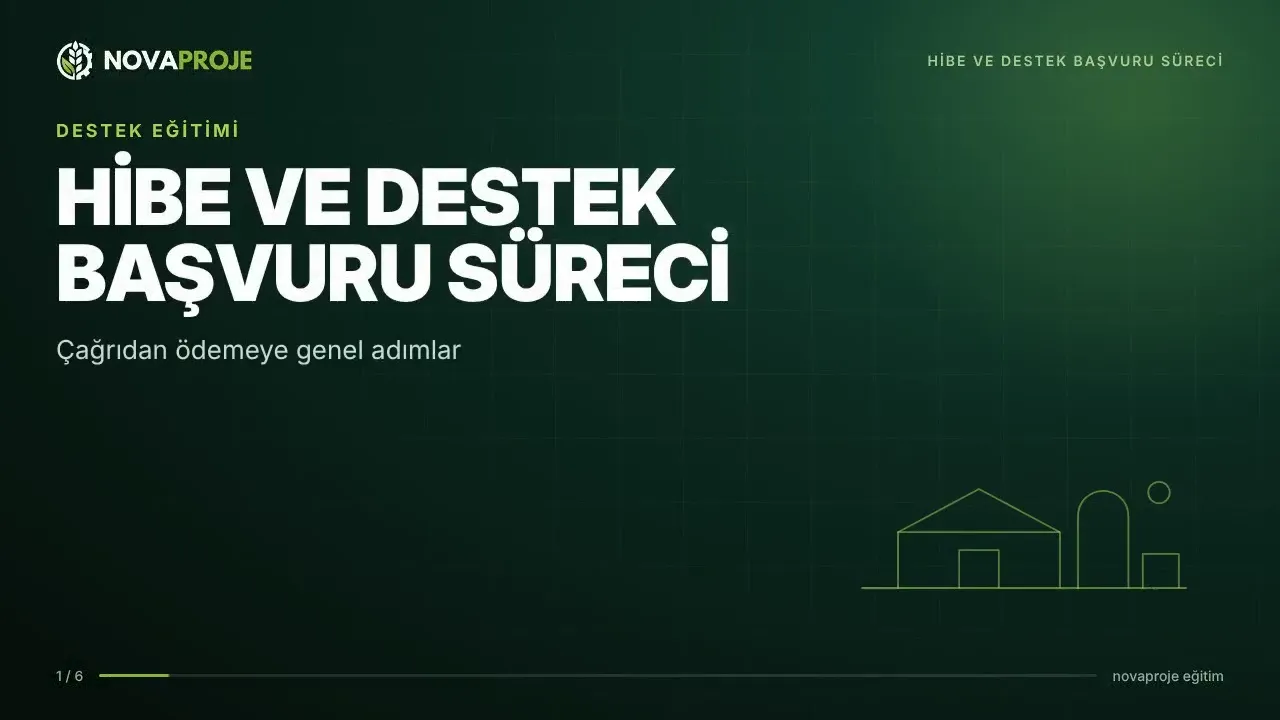 NOVAPROJE
HİBE VE DESTEK BAŞVURU SÜRECİ
DESTEK EĞİTİMİ
HİBE VE DESTEK
BAŞVURU SÜRECİ
Çağrıdan ödemeye genel adımlar
1 / 6
novaproje eğitim